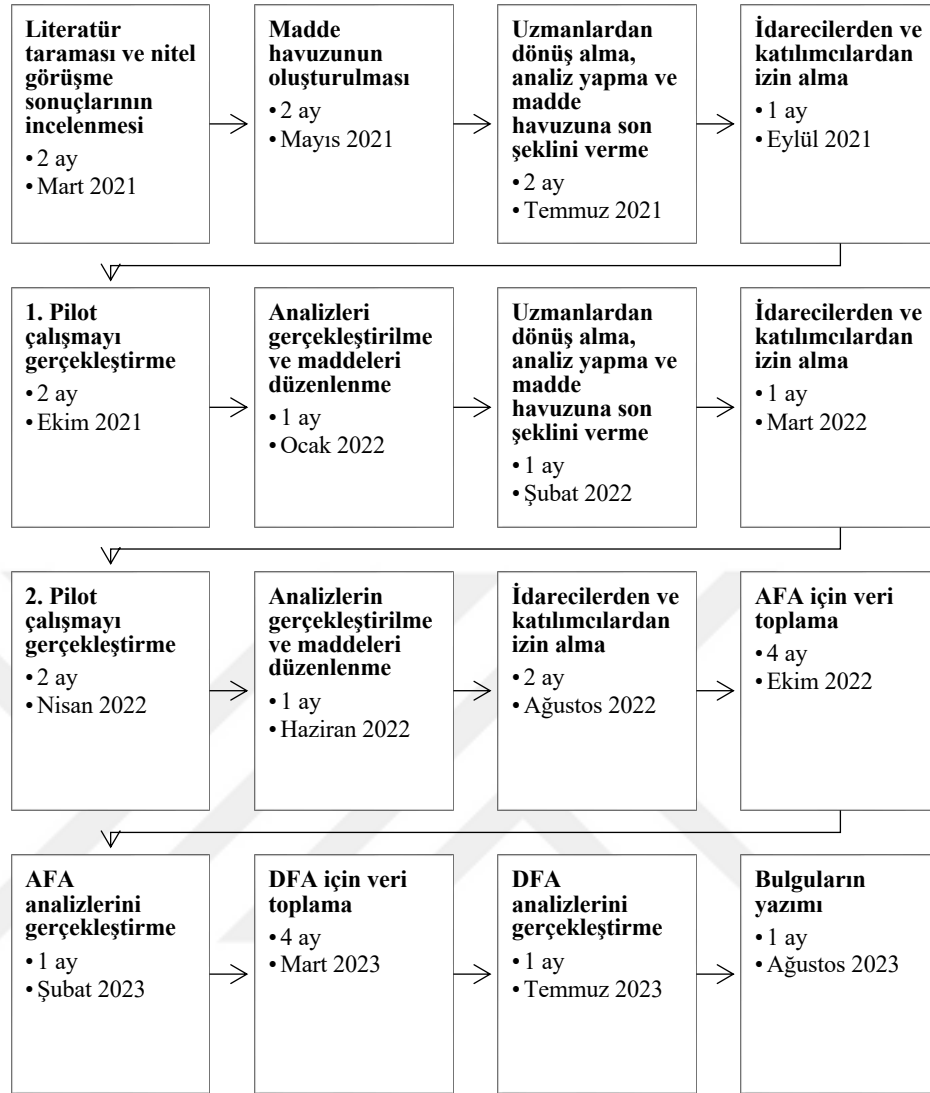 Literatür
taraması ve nitel
görüşme
sonuçlarının
incelenmesi
• 2 ay
• Mart 2021
Madde
havuzunun
oluşturulması
• 2 ay
• Mayıs 2021
Uzmanlardan
dönüş alma,
analiz yapma ve
madde
havuzuna son
şeklini verme
• 2 ay
• Temmuz 2021
İdarecilerden ve
katılımcılardan
izin alma
• 1 ay
• Eylül 2021
1. Pilot
çalışmayı
gerçekleştirme
• 2 ay
• Ekim 2021
Analizleri
gerçekleştirilme
ve maddeleri
düzenlenme
• 1 ay
• Ocak 2022
Uzmanlardan
dönüş alma,
analiz yapma ve
madde
havuzuna son
şeklini verme
• 1 ay
• Şubat 2022
İdarecilerden ve
katılımcılardan
izin alma
• 1 ay
• Mart 2022
2. Pilot
çalışmayı
gerçekleştirme
• 2 ay
• Nisan 2022
Analizlerin
gerçekleştirilme
ve maddeleri
düzenlenme
• 1 ay
• Haziran 2022
İdarecilerden ve
katılımcılardan
izin alma
• 2 ay
• Ağustos 2022
AFA için veri
toplama
• 4 ay
• Ekim 2022
AFA
analizlerini
gerçekleştirme
• 1 ay
• Şubat 2023
DFA için veri
toplama
• 4 ay
• Mart 2023
DFA
analizlerini
gerçekleştirme
• 1 ay
• Temmuz 2023
Bulguların
yazımı
• 1 ay
• Ağustos 2023